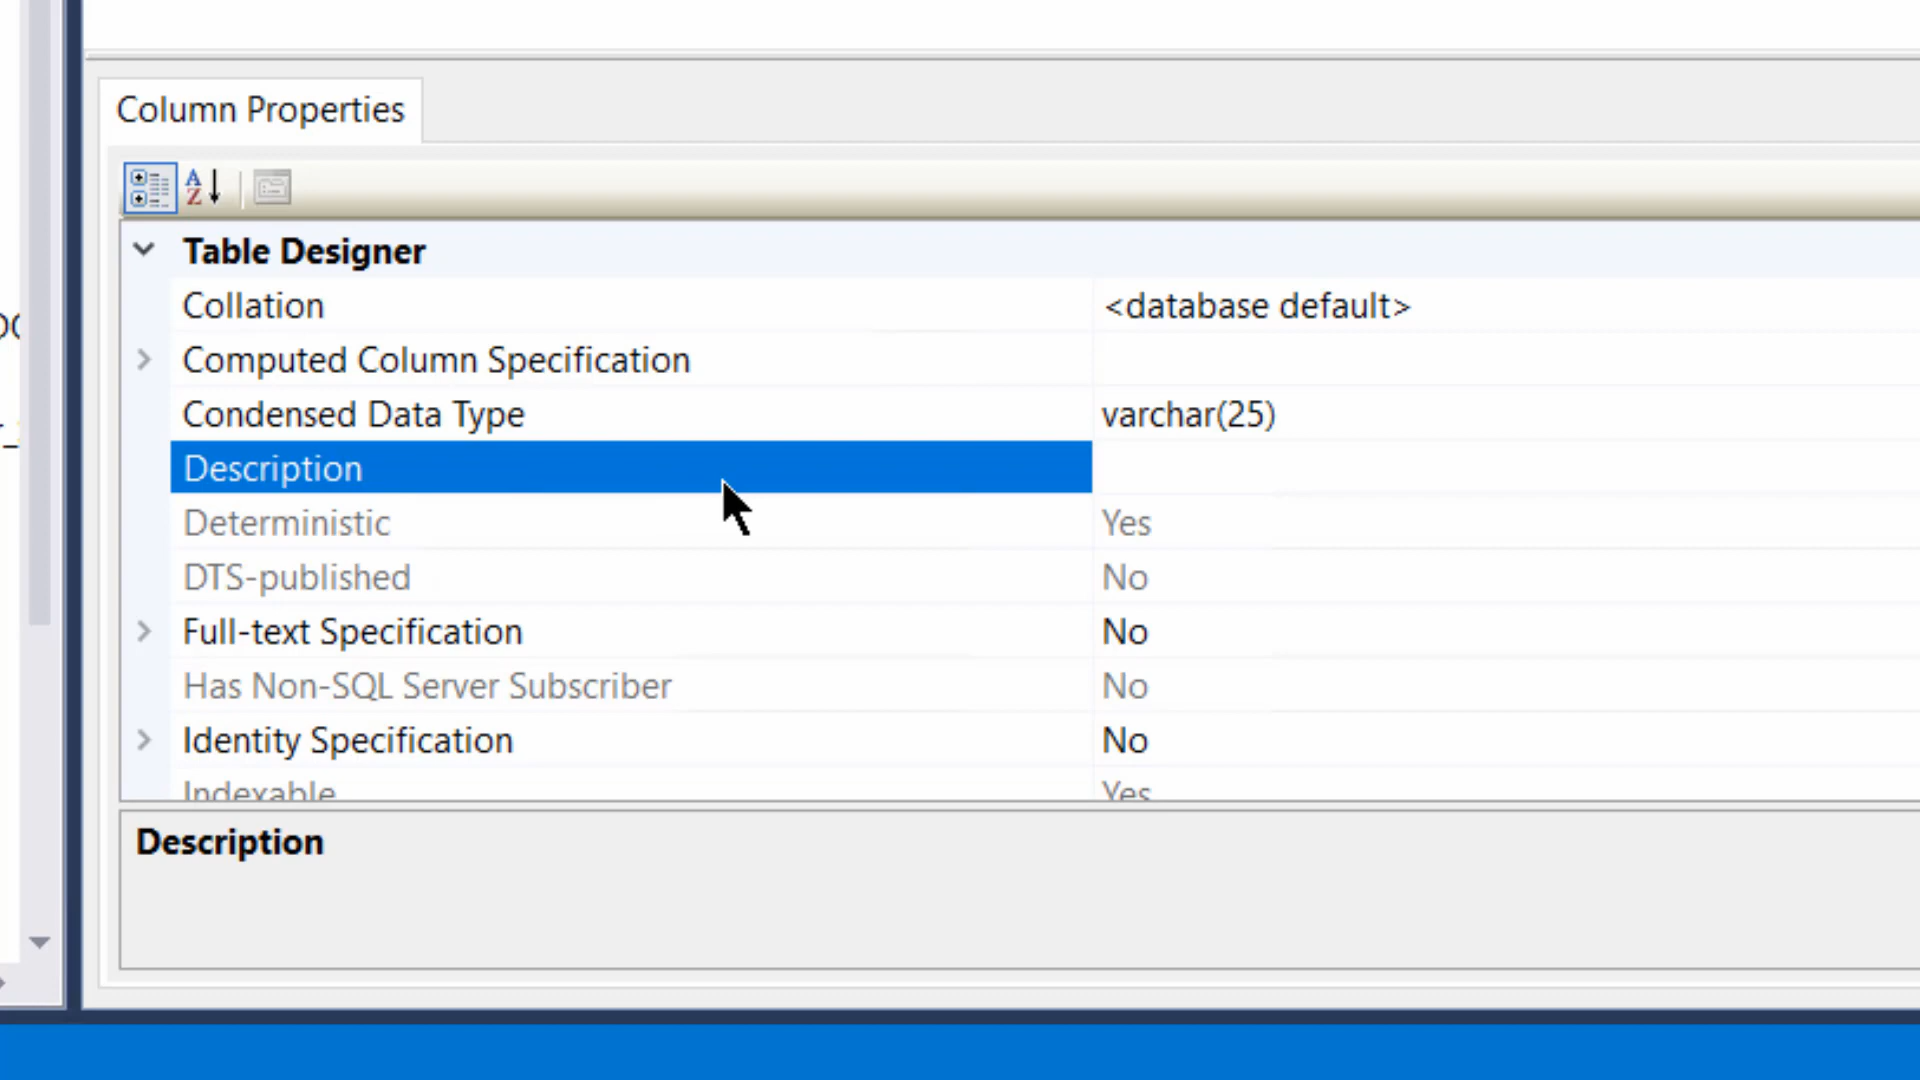 Column Properties
Table Designer
Collation <database default>
Computed Column Specification
Condensed Data Type varchar(25)
Description
Deterministic Yes
DTS-published No
Full-text Specification No
Has Non-SQL Server Subscriber No
Identity Specification No
Indexable Yes
Description